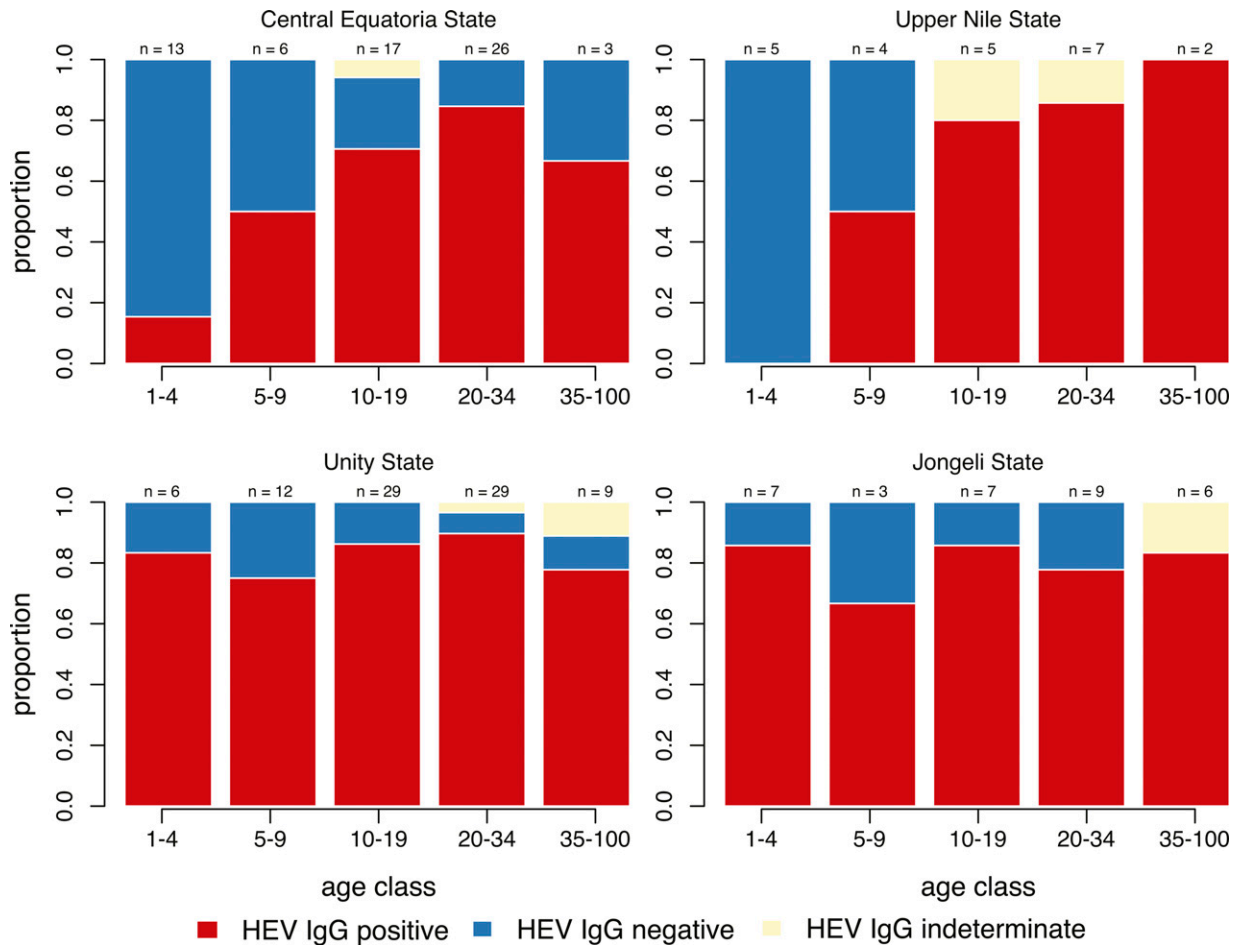 Central Equatoria State
n = 13 n = 6 n = 17 n = 26 n = 3
proportion
1.0
0.8
0.6
0.4
0.2
0.0
1-4 5-9 10-19 20-34 35-100
Upper Nile State
n = 5 n = 4 n = 5 n = 7 n = 2
1.0
0.8
0.6
0.4
0.2
0.0
1-4 5-9 10-19 20-34 35-100
Unity State
n = 6 n = 12 n = 29 n = 29 n = 9
proportion
1.0
0.8
0.6
0.4
0.2
0.0
1-4 5-9 10-19 20-34 35-100
age class
Jongeli State
n = 7 n = 3 n = 7 n = 9 n = 6
1.0
0.8
0.6
0.4
0.2
0.0
1-4 5-9 10-19 20-34 35-100
age class
HEV IgG positive HEV IgG negative HEV IgG indeterminate